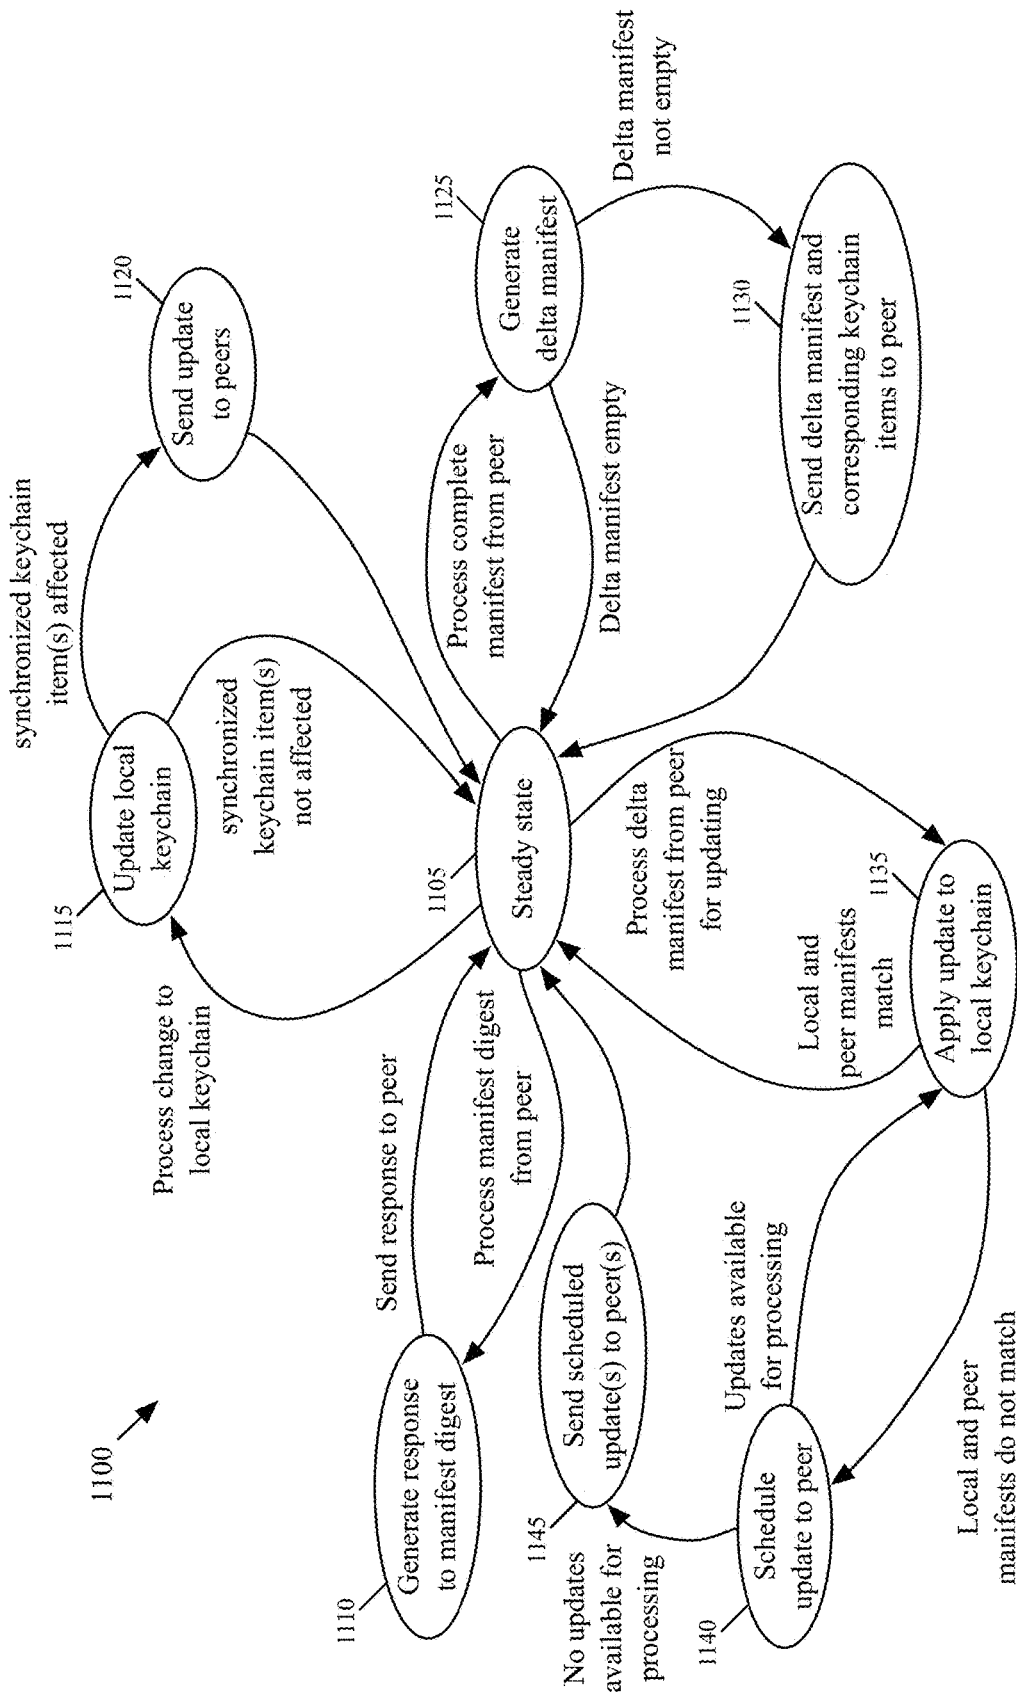 1100
1110
Generate response
to manifest digest
Send response to peer
Process manifest digest
from peer
Process change to
local keychain
1115
Update local
keychain
synchronized keychain
item(s) affected
synchronized
keychain item(s)
not affected
1120
Send update
to peers
1105
Steady state
Process complete
manifest from peer
1125
Generate
delta manifest
Delta manifest empty
Delta manifest
not empty
1130
Send delta manifest and
corresponding keychain
items to peer
Process delta
manifest from peer
for updating
1135
Apply update to
local keychain
Local and
peer manifests
match
Local and peer
manifests do not match
Updates available
for processing
1140
Schedule
update to peer
No updates
available for
processing
1145
Send scheduled
update(s) to peer(s)